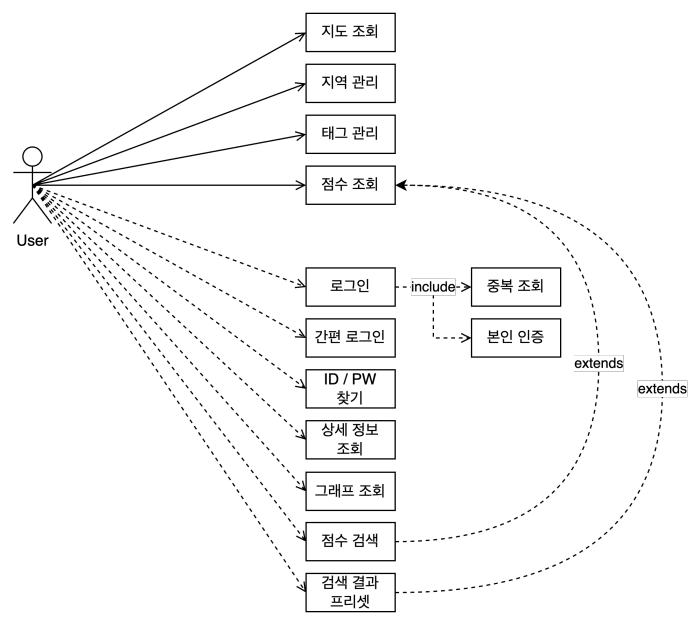 지도 조회
지역 관리
태그 관리
점수 조회
User
로그인
include
중복 조회
간편 로그인
본인 인증
extends
ID / PW
찾기
extends
상세 정보
조회
그래프 조회
점수 검색
검색 결과
프리셋